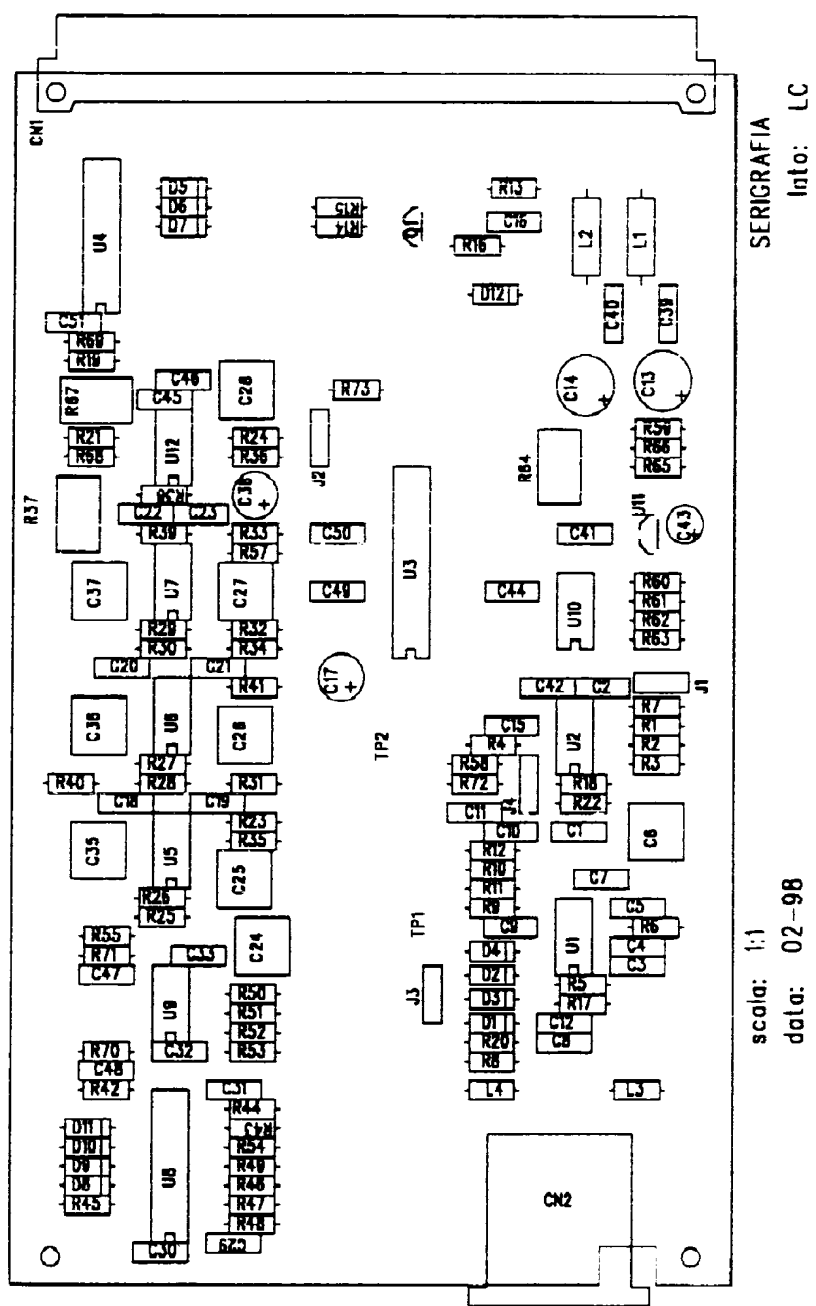 CN1
U4
D5
D6
D7
R15
R14
Q1
R13
C16
R16
L2
L1
D12
C40
C39
C51
R69
R19
R67
C46
C45
C28
R73
C14
C13
R21
R68
U12
R24
R36
J2
R64
R59
R66
R65
R37
R38
C38
C22
C23
R39
R33
R57
C50
U3
C41
U11
C43
C37
U7
C27
C49
C44
U10
R60
R61
R62
R63
R29
R30
R32
R34
C20
C21
R41
C17
C42
C2
J1
C36
U6
C26
TP2
C15
R4
U2
R7
R1
R2
R3
R27
R28
R40
R31
R58
R72
J4
R18
R22
C18
C19
C11
C10
C1
C6
R23
R35
C35
U5
C25
R12
R10
R11
R9
C7
R26
R25
C9
U1
C5
R6
C4
C3
R55
R71
C47
C33
C24
TP1
D4
D2
D3
D1
R20
R8
R5
R17
C12
C8
J3
U9
R50
R51
R52
R53
C32
R70
C48
R42
C31
R44
R43
R54
R49
R46
R47
R48
L4
L3
D11
D10
D9
D8
R45
U8
C30
C29
CN2
SERIGRAFIA
lato: LC
scala: 1:1
data: 02-98